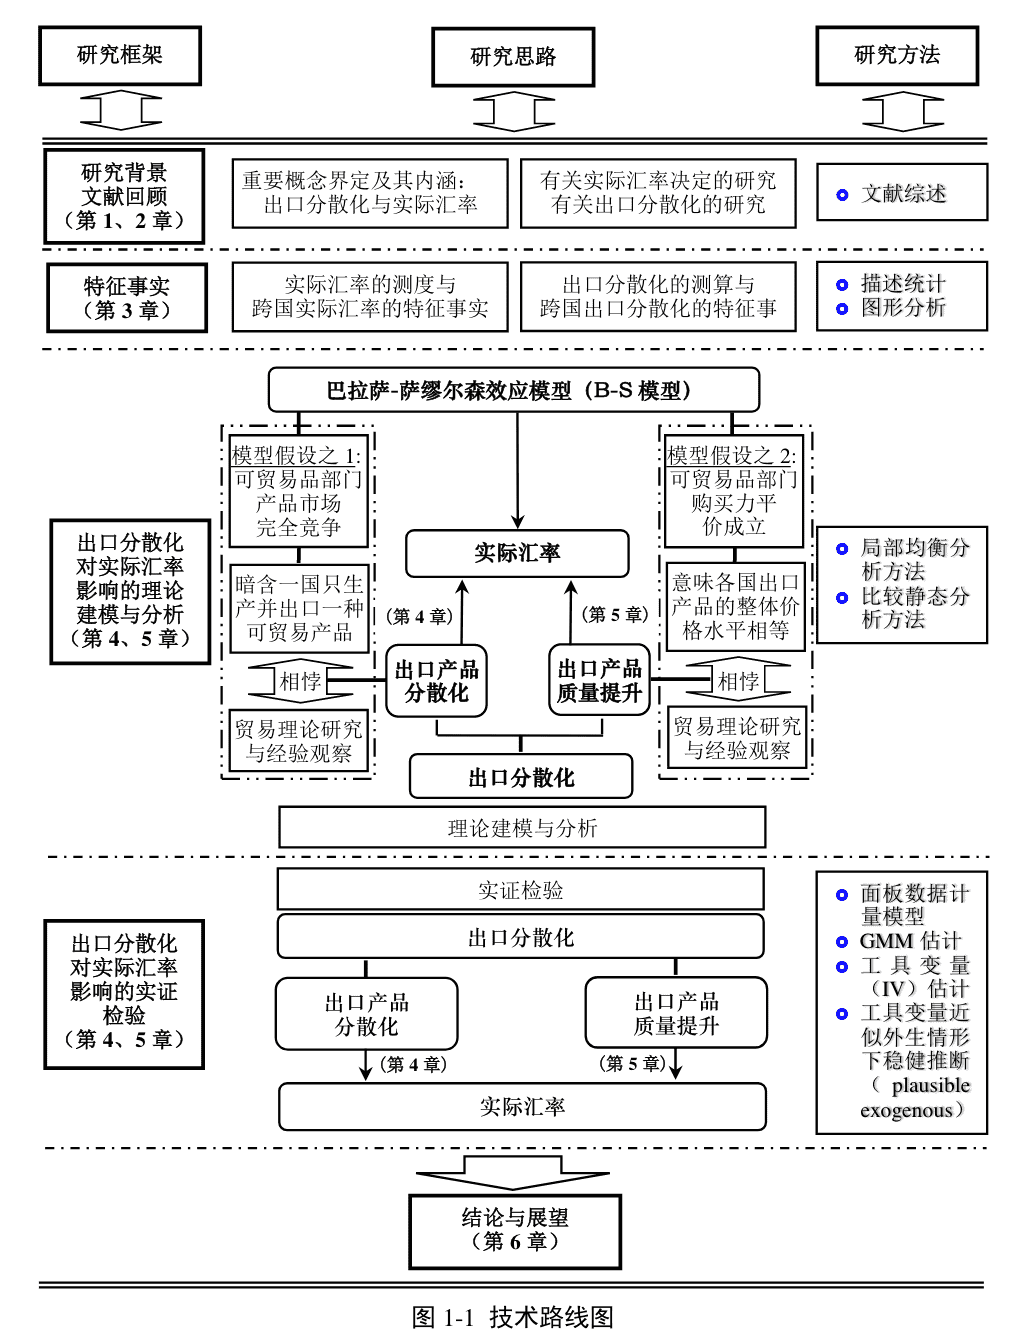 研究框架
研究思路
研究方法
研究背景
文献回顾
（第 1、2 章）
重要概念界定及其内涵：
出口分散化与实际汇率
有关实际汇率决定的研究
有关出口分散化的研究
文献综述
特征事实
（第 3 章）
实际汇率的测度与
跨国实际汇率的特征事实
出口分散化的测算与
跨国出口分散化的特征事
描述统计
图形分析
巴拉萨-萨缪尔森效应模型（B-S 模型）
模型假设之 1:
可贸易品部门
产品市场
完全竞争
暗含一国只生
产并出口一种
可贸易产品
相悖
贸易理论研究
与经验观察
实际汇率
(第 4 章)
(第 5 章)
出口产品
分散化
出口产品
质量提升
出口分散化
模型假设之 2:
可贸易品部门
购买力平
价成立
意味各国出口
产品的整体价
格水平相等
相悖
贸易理论研究
与经验观察
出口分散化
对实际汇率
影响的理论
建模与分析
（第 4、5 章）
局部均衡分
析方法
比较静态分
析方法
理论建模与分析
实证检验
出口分散化
出口产品
分散化
出口产品
质量提升
(第 4 章)
(第 5 章)
实际汇率
出口分散化
对实际汇率
影响的实证
检验
（第 4、5 章）
面板数据计
量模型
GMM 估计
工 具 变 量
（IV）估计
工具变量近
似外生情形
下稳健推断
（ plausible
exogenous）
结论与展望
（第 6 章）
图 1-1 技术路线图